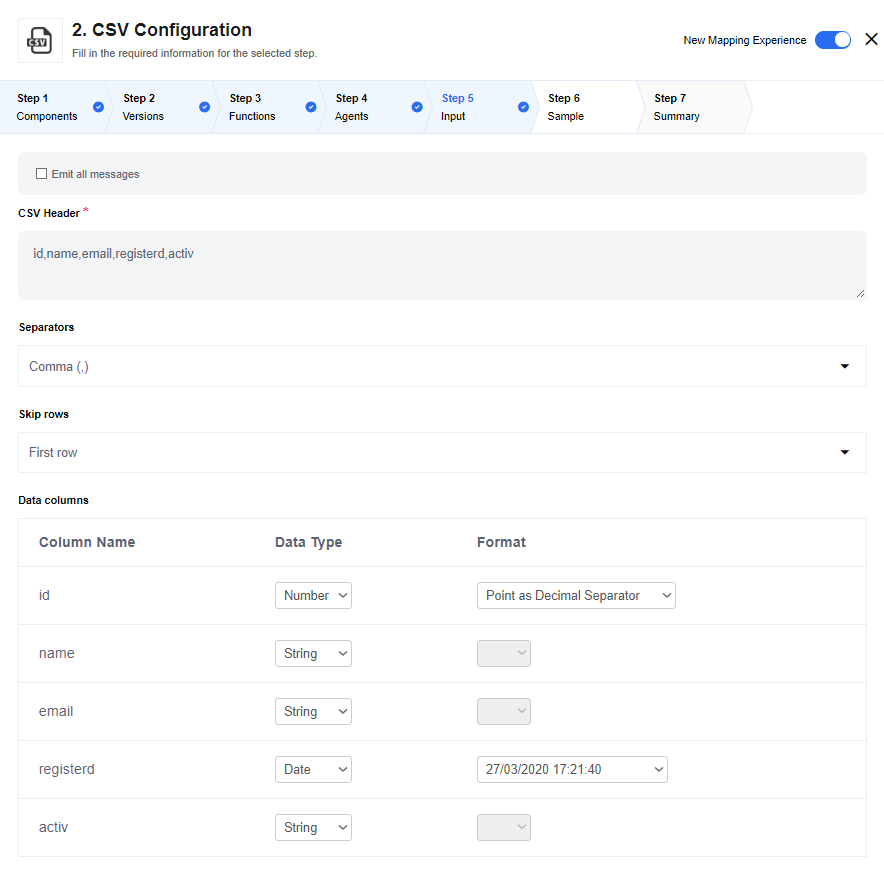 CSV
2. CSV Configuration
Fill in the required information for the selected step.
New Mapping Experience
Step 1
Components
Step 2
Versions
Step 3
Functions
Step 4
Agents
Step 5
Input
Step 6
Sample
Step 7
Summary
Emit all messages
CSV Header *
id,name,email,registerd,activ
Separators
Comma (,)
Skip rows
First row
Data columns
Column Name Data Type Format
id Number Point as Decimal Separator
name String
email String
registerd Date 27/03/2020 17:21:40
activ String